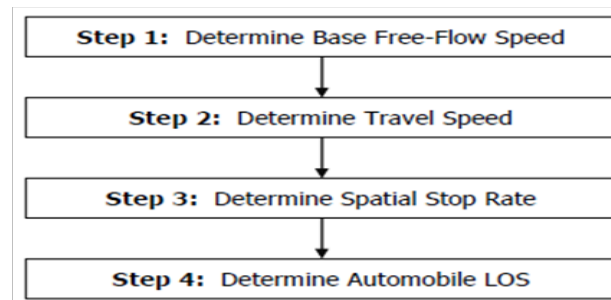 Step 1: Determine Base Free-Flow Speed
Step 2: Determine Travel Speed
Step 3: Determine Spatial Stop Rate
Step 4: Determine Automobile LOS